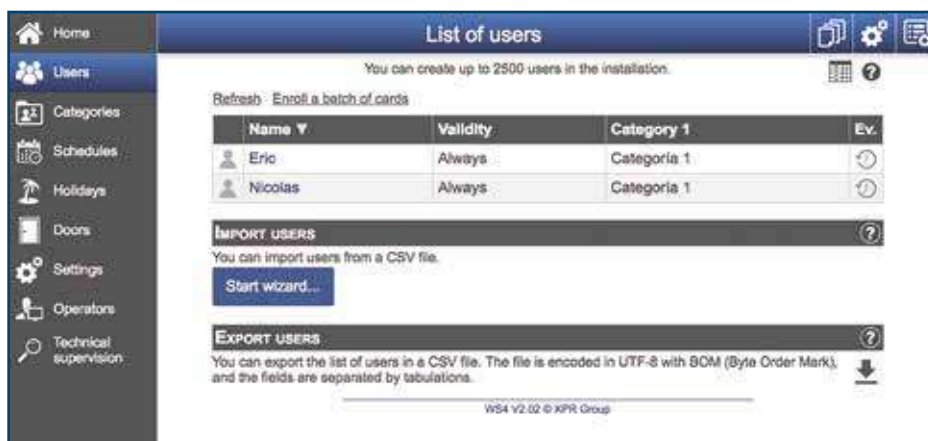 Home
List of users
Users
You can create up to 2500 users in the installation.
Categories
Refresh Enroll a batch of cards
Name ▼ Validity Category 1 Ev.
Schedules
Eric Always Categoría 1
Holidays
Nicolas Always Categoría 1
Doors
IMPORT USERS
You can import users from a CSV file.
Settings
Start wizard...
Operators
EXPORT USERS
Technical
supervision
You can export the list of users in a CSV file. The file is encoded in UTF-8 with BOM (Byte Order Mark),
and the fields are separated by tabulations.
WS4 V2.02 © XPR Group